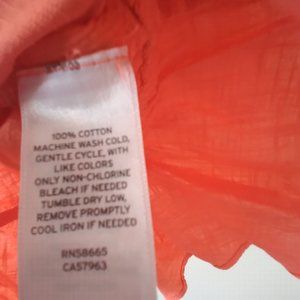 100% COTTON
MACHINE WASH COLD,
GENTLE CYCLE, WITH
LIKE COLORS
ONLY NON-CHLORINE
BLEACH IF NEEDED
TUMBLE DRY LOW,
REMOVE PROMPTLY
COOL IRON IF NEEDED
RN58665
CA57963